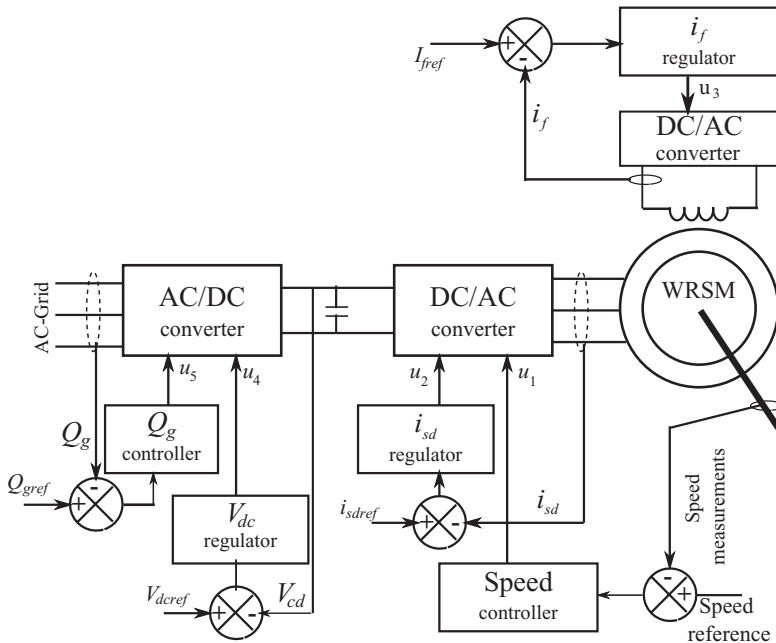 i_f
regulator
I_fref
+
-
u_3
i_f
DC/AC
converter
AC-Grid
AC/DC
converter
DC/AC
converter
WRSM
u_5
u_4
u_2
u_1
Q_g
Q_g
controller
i_sd
regulator
Q_gref
+
-
V_dc
regulator
i_sdref
+
-
i_sd
Speed
measurements
V_dcref
+
-
V_cd
Speed
controller
-
+
Speed
reference